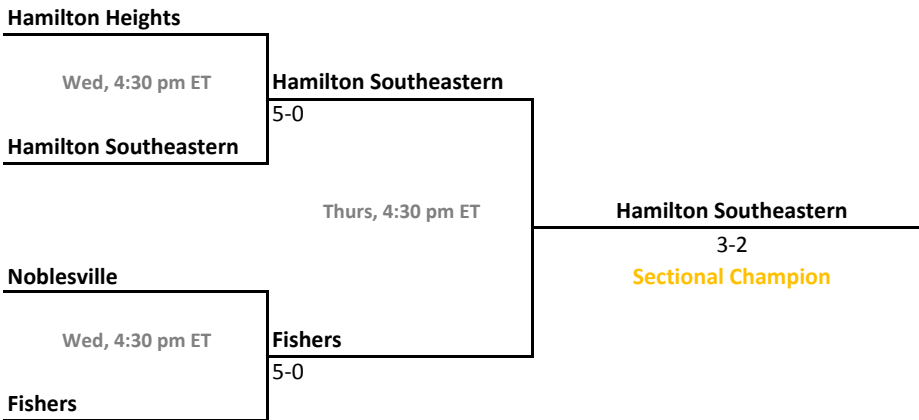 Hamilton Heights
Wed, 4:30 pm ET
Hamilton Southeastern
5-0
Hamilton Southeastern
Thurs, 4:30 pm ET
Hamilton Southeastern
3-2
Sectional Champion
Noblesville
Wed, 4:30 pm ET
Fishers
5-0
Fishers